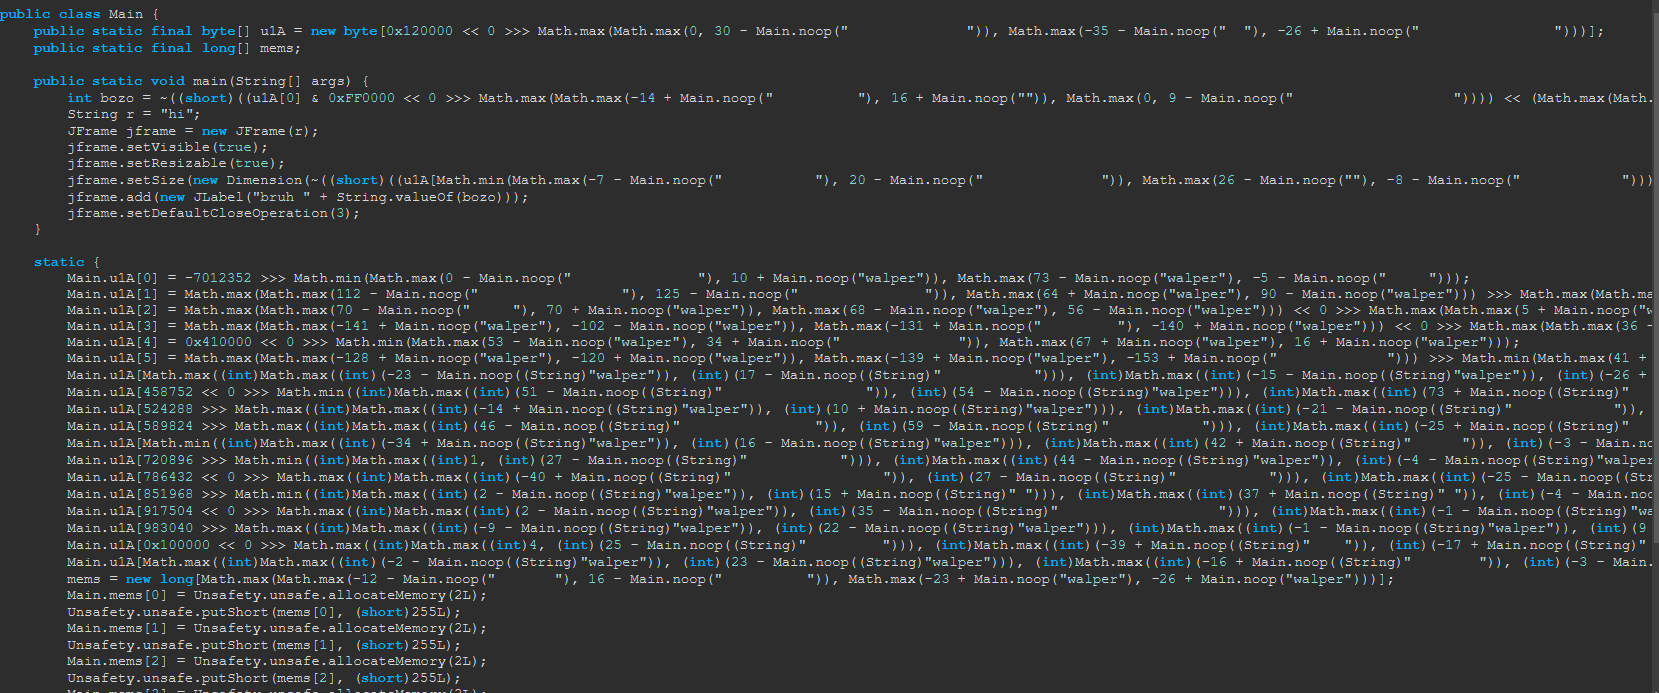 public class Main {
    public static final byte[] u1A = new byte[0x120000 << 0 >>> Math.max(Math.max(0, 30 - Main.noop("              ")), Math.max(-35 - Main.noop("  "), -26 + Main.noop("                ")))];
    public static final long[] mems;

    public static void main(String[] args) {
        int bozo = ~((short)((u1A[0] & 0xFF0000 << 0 >>> Math.max(Math.max(-14 + Main.noop("          "), 16 + Main.noop("")), Math.max(0, 9 - Main.noop("                   ")))) << (Math.max(Math.
        String r = "hi";
        JFrame jframe = new JFrame(r);
        jframe.setVisible(true);
        jframe.setResizable(true);
        jframe.setSize(new Dimension(~((short)((u1A[Math.min(Math.max(-7 - Main.noop("           "), 20 - Main.noop("              ")), Math.max(26 - Main.noop(""), -8 - Main.noop("            ")))
        jframe.add(new JLabel("bruh " + String.valueOf(bozo)));
        jframe.setDefaultCloseOperation(3);
    }

    static {
        Main.u1A[0] = -7012352 >>> Math.min(Math.max(0 - Main.noop("               "), 10 + Main.noop("walper")), Math.max(73 - Main.noop("walper"), -5 - Main.noop("     ")));
        Main.u1A[1] = Math.max(Math.max(112 - Main.noop("                 "), 125 - Main.noop("               ")), Math.max(64 + Main.noop("walper"), 90 - Main.noop("walper"))) >>> Math.max(Math.ma
        Main.u1A[2] = Math.max(Math.max(70 - Main.noop("     "), 70 + Main.noop("walper")), Math.max(68 - Main.noop("walper"), 56 - Main.noop("walper"))) << 0 >>> Math.max(Math.max(5 + Main.noop("w
        Main.u1A[3] = Math.max(Math.max(-141 + Main.noop("walper"), -102 - Main.noop("walper")), Math.max(-131 + Main.noop("         "), -140 + Main.noop("walper"))) << 0 >>> Math.max(Math.max(36 -
        Main.u1A[4] = 0x410000 << 0 >>> Math.min(Math.max(53 - Main.noop("walper"), 34 + Main.noop("              ")), Math.max(67 + Main.noop("walper"), 16 + Main.noop("walper")));
        Main.u1A[5] = Math.max(Math.max(-128 + Main.noop("walper"), -120 + Main.noop("walper")), Math.max(-139 + Main.noop("walper"), -153 + Main.noop("             "))) >>> Math.min(Math.max(41 +
        Main.u1A[Math.max((int)Math.max((int)(-23 - Main.noop((String)"walper")), (int)(17 - Main.noop((String)"           "))), (int)Math.max((int)(-15 - Main.noop((String)"walper")), (int)(-26 +
        Main.u1A[458752 << 0 >>> Math.min((int)Math.max((int)(51 - Main.noop((String)"                 ")), (int)(54 - Main.noop((String)"walper"))), (int)Math.max((int)(73 + Main.noop((String)"
        Main.u1A[524288 >>> Math.max((int)Math.max((int)(-14 + Main.noop((String)"walper")), (int)(10 + Main.noop((String)"walper"))), (int)Math.max((int)(-21 - Main.noop((String)"            ")),
        Main.u1A[589824 >>> Math.max((int)Math.max((int)(46 - Main.noop((String)"                ")), (int)(59 - Main.noop((String)"           "))), (int)Math.max((int)(-25 + Main.noop((String)"
        Main.u1A[Math.min((int)Math.max((int)(-34 + Main.noop((String)"walper")), (int)(16 - Main.noop((String)"walper"))), (int)Math.max((int)(42 + Main.noop((String)"      ")), (int)(-3 - Main.no
        Main.u1A[720896 >>> Math.min((int)Math.max((int)1, (int)(27 - Main.noop((String)"           "))), (int)Math.max((int)(44 - Main.noop((String)"walper")), (int)(-4 - Main.noop((String)"walper
        Main.u1A[786432 << 0 >>> Math.min((int)Math.max((int)(-40 + Main.noop((String)"                  ")), (int)(27 - Main.noop((String)"              "))), (int)Math.max((int)(-25 - Main.noop((Str
        Main.u1A[851968 >>> Math.min((int)Math.max((int)(2 - Main.noop((String)"walper")), (int)(15 + Main.noop((String)" "))), (int)Math.max((int)(37 + Main.noop((String)" ")), (int)(-4 - Main.noo
        Main.u1A[917504 << 0 >>> Math.max((int)Math.max((int)(2 - Main.noop((String)"walper")), (int)(35 - Main.noop((String)"                   "))), (int)Math.max((int)(-1 - Main.noop((String)"wa
        Main.u1A[983040 >>> Math.max((int)Math.max((int)(-9 - Main.noop((String)"walper")), (int)(22 - Main.noop((String)"walper"))), (int)Math.max((int)(-1 - Main.noop((String)"walper")), (int)(9
        Main.u1A[0x100000 << 0 >>> Math.max((int)Math.max((int)4, (int)(25 - Main.noop((String)"         "))), (int)Math.max((int)(-39 + Main.noop((String)"    ")), (int)(-17 + Main.noop((String)"
        Main.u1A[Math.max((int)Math.max((int)(-2 - Main.noop((String)"walper")), (int)(23 - Main.noop((String)"walper"))), (int)Math.max((int)(-16 + Main.noop((String)"        ")), (int)(-3 - Main.
        mems = new long[Math.max(Math.max(-12 - Main.noop("       "), 16 - Main.noop("          ")), Math.max(-23 + Main.noop("walper"), -26 + Main.noop("walper")))];
        Main.mems[0] = Unsafety.unsafe.allocateMemory(2L);
        Unsafety.unsafe.putShort(mems[0], (short)255L);
        Main.mems[1] = Unsafety.unsafe.allocateMemory(2L);
        Unsafety.unsafe.putShort(mems[1], (short)255L);
        Main.mems[2] = Unsafety.unsafe.allocateMemory(2L);
        Unsafety.unsafe.putShort(mems[2], (short)255L);